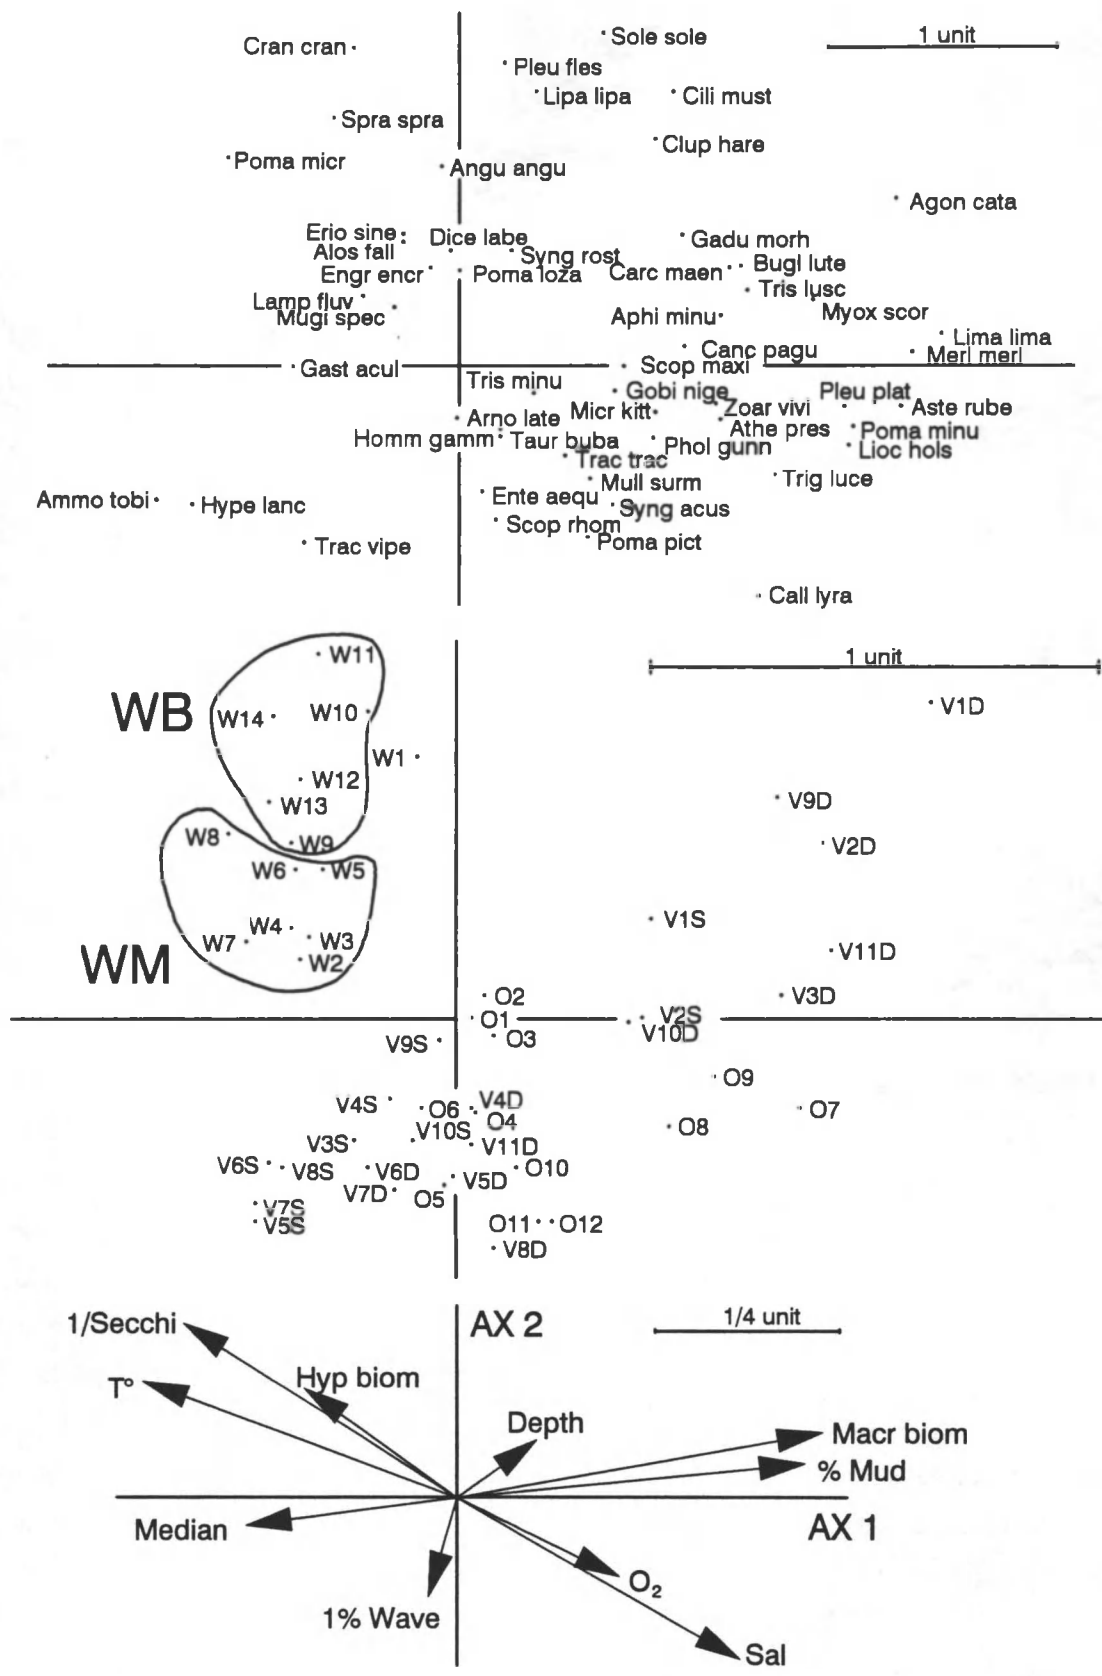 Cran cran
Sole sole
1 unit
Pleu fles
Lipa lipa
Cili must
Spra spra
Clup hare
Poma micr
Angu angu
Agon cata
Erio sine
Dice labe
Gadu morh
Alos fall
Syng rost
Engr encr
Poma loza
Carc maen
Bugl lute
Tris lusc
Lamp fluv
Mugi spec
Aphi minu
Myox scor
Lima lima
Canc pagu
Merl merl
Gast acul
Scop maxi
Tris minu
Gobi nige
Pleu plat
Arno late
Micr kitt
Zoar vivi
Aste rube
Athe pres
Poma minu
Homm gamm
Taur buba
Phol gunn
Lioc hols
Trac trac
Trig luce
Mull surm
Ammo tobi
Hype lanc
Ente aequ
Syng acus
Scop rhom
Trac vipe
Poma pict
Call lyra
W11
1 unit
WB
W14
W10
V1D
W1
W12
W13
V9D
W8
W9
V2D
W6
W5
V1S
W4
W7
W3
V11D
WM
W2
O2
V3D
O1
V2S
V9S
O3
V10D
O9
V4S
O6
V4D
O7
O4
O8
V10S
V3S
V11D
V6S
V8S
V6D
O10
V5D
V7D
O5
V7S
V5S
O11
O12
V8D
1/Secchi
AX 2
1/4 unit
T°
Hyp biom
Depth
Macr biom
% Mud
Median
AX 1
O₂
1% Wave
Sal